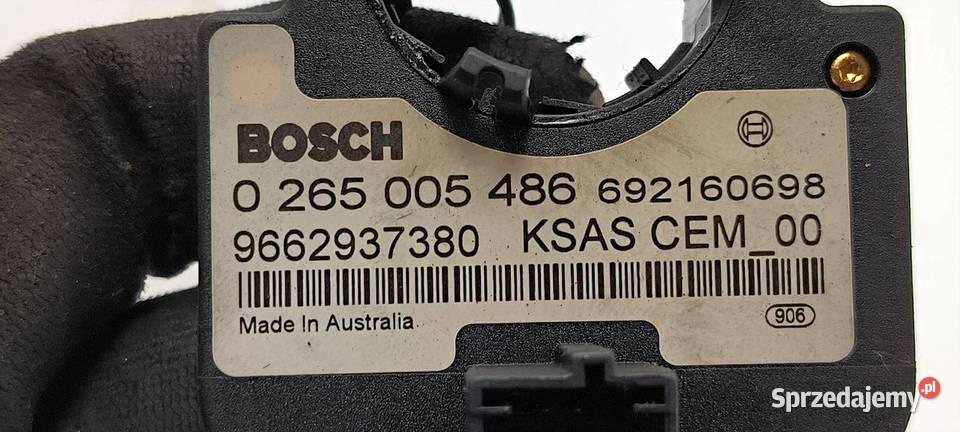 BOSCH
0 265 005 486 692160698
9662937380 KSAS CEM_00
Made In Australia
906
Sprzedajemy.pl